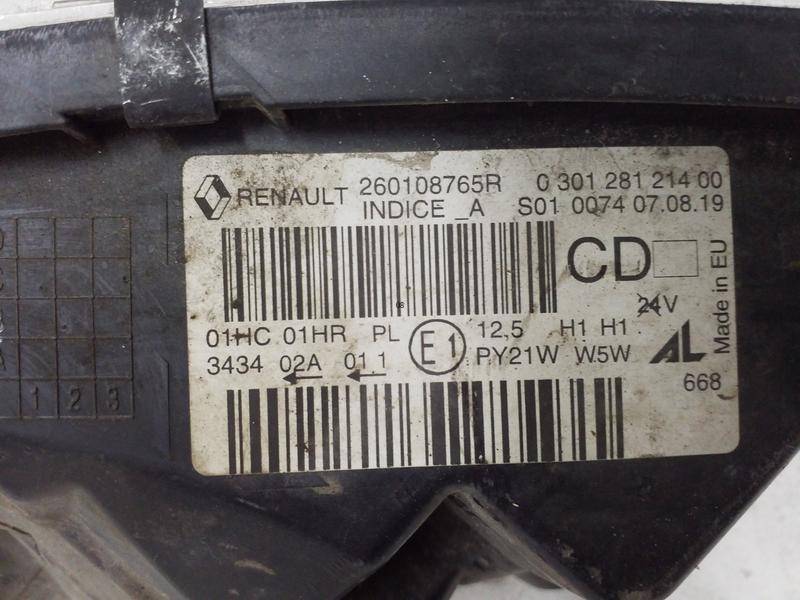 RENAULT 260108765R 0 301 281 214 00
INDICE _A S01 0074 07.08.19
CD
Made in EU
24V
01HC 01HR PL E1 12,5 H1 H1
3434 02A 01 1 PY21W W5W AL
668
1 2 3